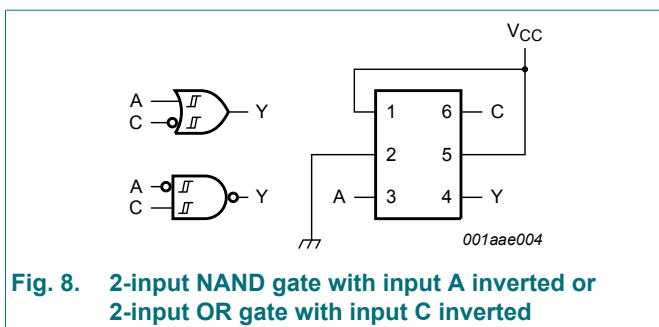 VCC
A
C
Y
A
C
Y
1 6 C
2 5
A 3 4 Y
001aae004
Fig. 8. 2-input NAND gate with input A inverted or
2-input OR gate with input C inverted